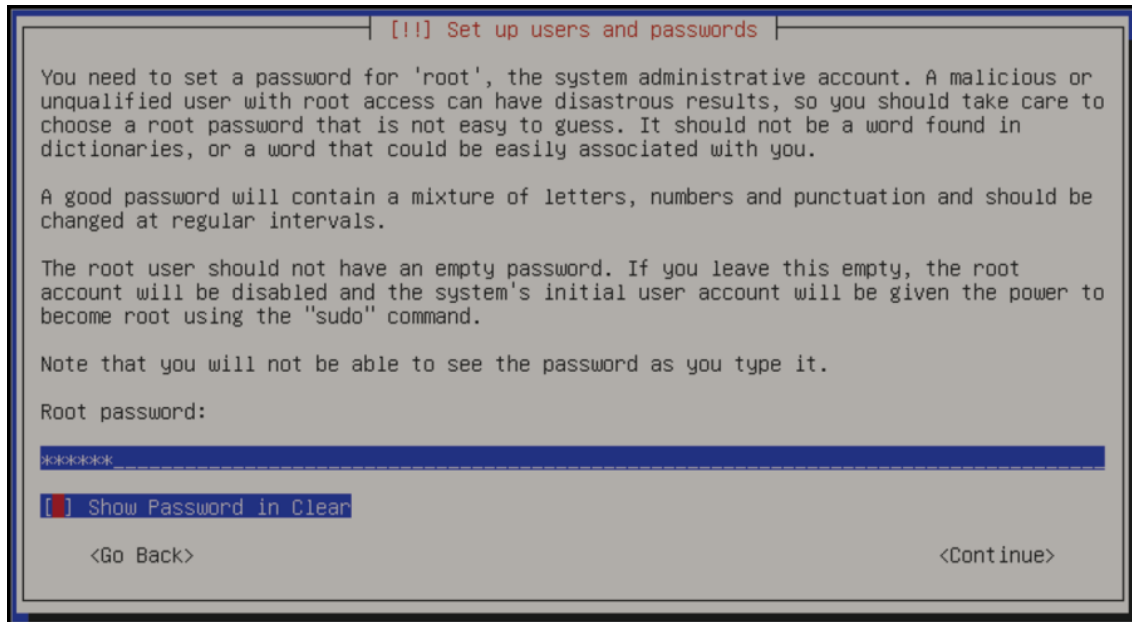 [!!] Set up users and passwords
You need to set a password for 'root', the system administrative account. A malicious or
unqualified user with root access can have disastrous results, so you should take care to
choose a root password that is not easy to guess. It should not be a word found in
dictionaries, or a word that could be easily associated with you.
A good password will contain a mixture of letters, numbers and punctuation and should be
changed at regular intervals.
The root user should not have an empty password. If you leave this empty, the root
account will be disabled and the system's initial user account will be given the power to
become root using the "sudo" command.
Note that you will not be able to see the password as you type it.
Root password:
******
[ ] Show Password in Clear
<Go Back> <Continue>